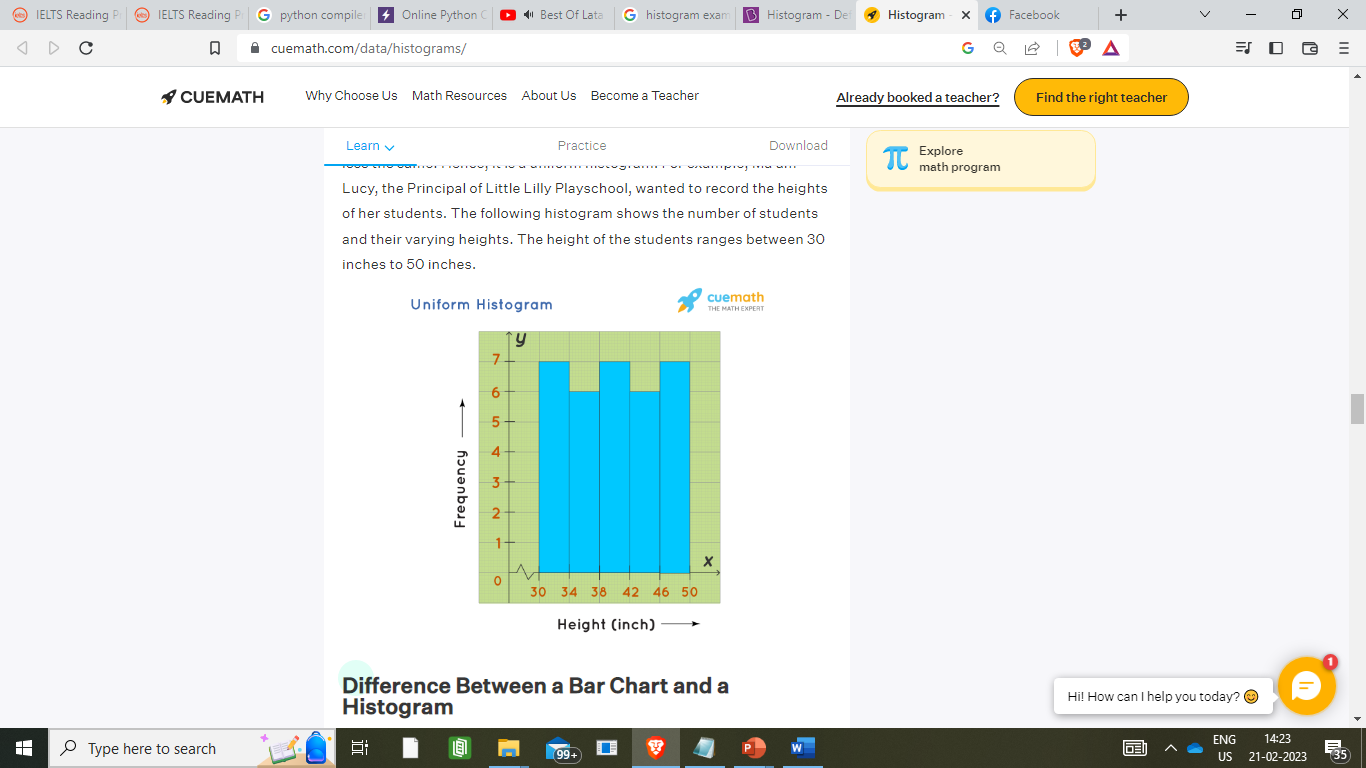 IELTS Reading P
IELTS Reading P
python compile
Online Python C
Best Of Lata
histogram exam
Histogram - De
Histogram -
Facebook
cuemath.com/data/histograms/
2
CUEMATH
Why Choose Us
Math Resources
About Us
Become a Teacher
Already booked a teacher?
Find the right teacher
Learn
Practice
Download
Explore
math program
Lucy, the Principal of Little Lilly Playschool, wanted to record the heights
of her students. The following histogram shows the number of students
and their varying heights. The height of the students ranges between 30
inches to 50 inches.
Uniform Histogram
cuemath
THE MATH EXPERT
y
7
6
5
4
3
2
1
0
Frequency
x
30 34 38 42 46 50
Height (inch)
Difference Between a Bar Chart and a
Histogram
Hi! How can I help you today? 😊
1
Type here to search
99+
ENG
US
14:23
21-02-2023
35